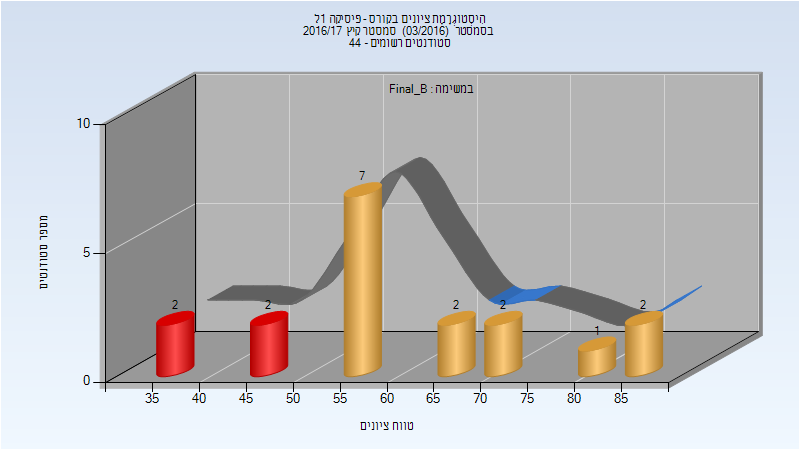 היסטוגרמת ציונים בקורס - פיסיקה 1ל
בסמסטר (03/2016) סמסטר קיץ 2016/17
סטודנטים רשומים - 44
במשימה : Final_B
מספר סטודנטים
10
5
0
2
2
7
2
2
1
2
35 40 45 50 55 60 65 70 75 80 85
טווח ציונים